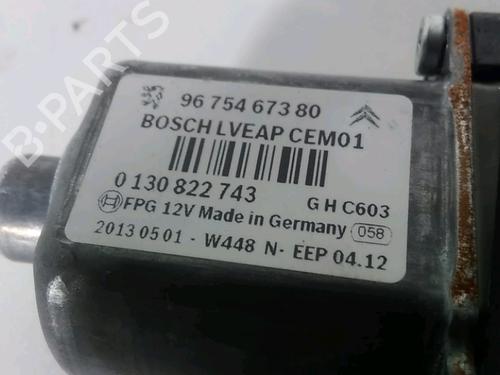 96 754 673 80
BOSCH LVEAP CEM01
0 130 822 743
G H C603
FPG 12V Made in Germany 058
2013 05 01 - W448 N- EEP 04.12
B-PARTS